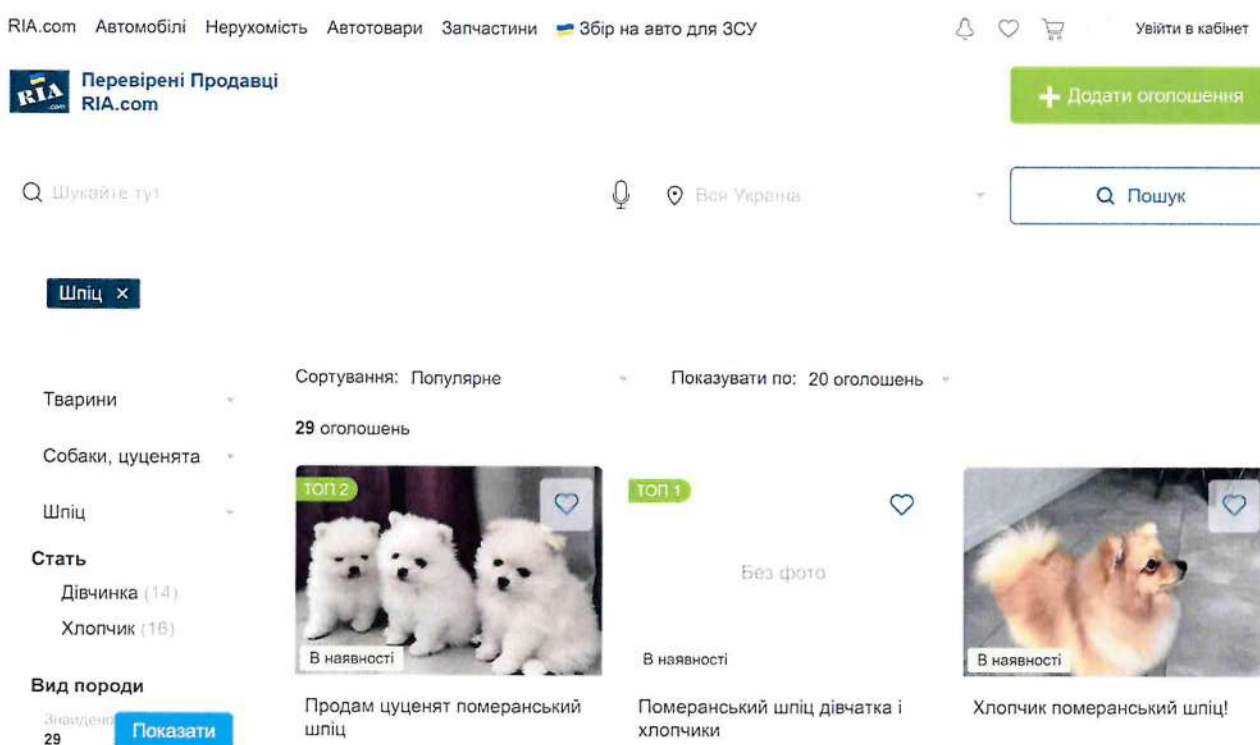 RIA.com Автомобілі Нерухомість Автотовари Запчастини Збір на авто для ЗСУ Увійти в кабінет
RIA .com Перевірені Продавці
RIA.com
Додати оголошення
Шукайте тут Вся Україна Пошук
Шпіц ×
Сортування: Популярне Показувати по: 20 оголошень
Тварини
29 оголошень
Собаки, цуценята
Шпіц
Стать
Дівчинка (14)
Хлопчик (16)
Вид породи
Знайдено
29
Показати
ТОП 2
В наявності
Продам цуценят померанський
шпіц
ТОП 1
Без фото
В наявності
Померанський шпіц дівчатка і
хлопчики
В наявності
Хлопчик померанський шпіц!